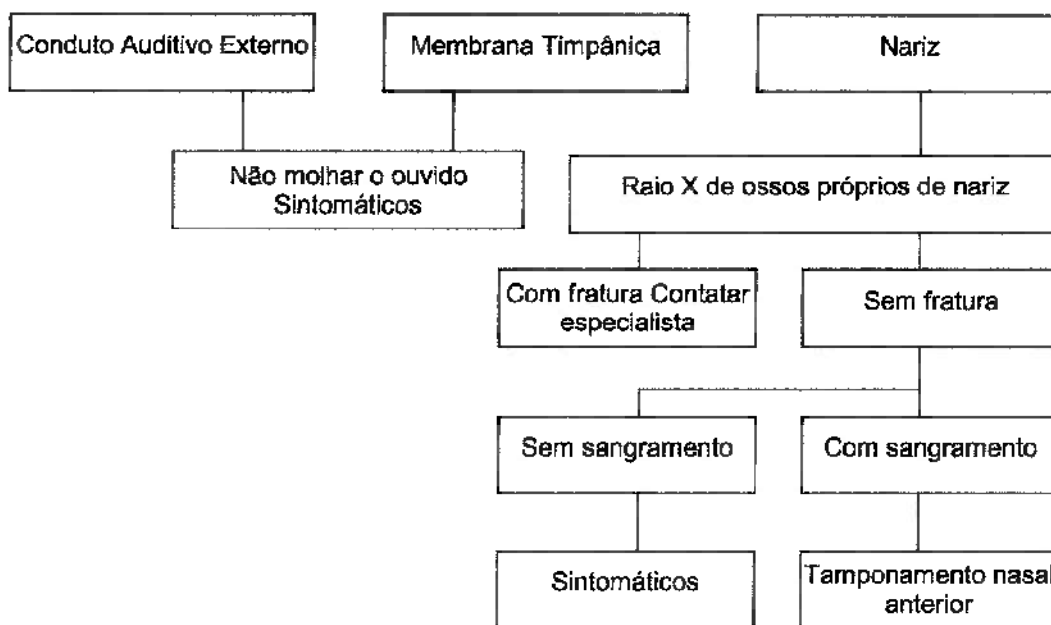 Conduto Auditivo Externo
Membrana Timpânica
Nariz
Não molhar o ouvido
Sintomáticos
Raio X de ossos próprios de nariz
Com fratura Contatar
especialista
Sem fratura
Sem sangramento
Com sangramento
Sintomáticos
Tamponamento nasal
anterior